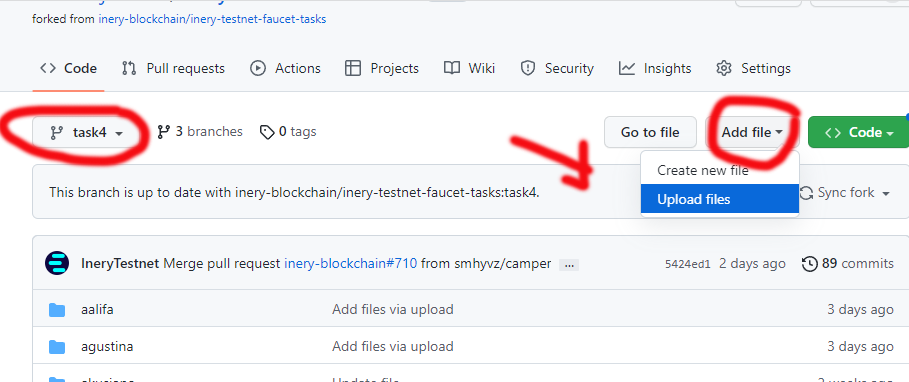 forked from inery-blockchain/inery-testnet-faucet-tasks
Code Pull requests Actions Projects Wiki Security Insights Settings
task4 3 branches 0 tags Go to file Add file Code
Create new file
This branch is up to date with inery-blockchain/inery-testnet-faucet-tasks:task4. Sync fork
Upload files
IneryTestnet Merge pull request inery-blockchain#710 from smhyvz/camper ... 5424ed1 2 days ago 89 commits
aalifa Add files via upload 3 days ago
agustina Add files via upload 3 days ago